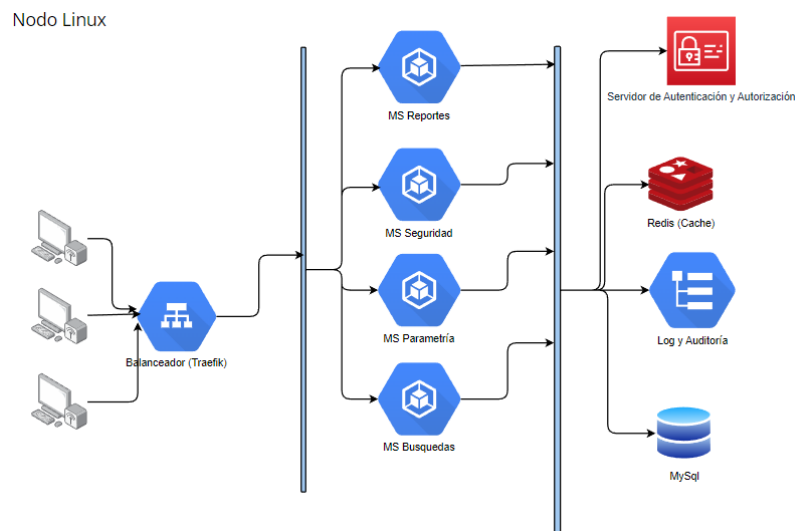 Nodo Linux
MS Reportes
Servidor de Autenticación y Autorización
MS Seguridad
Redis (Cache)
MS Parametría
Log y Auditoría
Balanceador (Traefik)
MS Busquedas
MySql